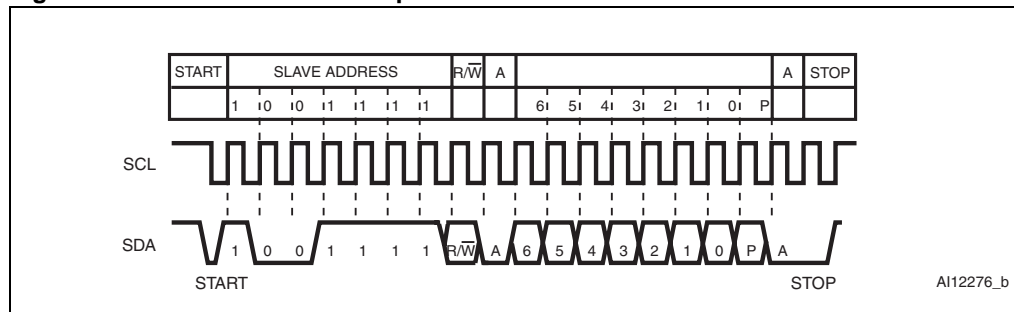 START SLAVE ADDRESS R/W̅ A A STOP
1 0 0 1 1 1 1 6 5 4 3 2 1 0 P
SCL
SDA 1 0 0 1 1 1 1 R/W̅ A 6 5 4 3 2 1 0 P A
START STOP
AI12276_b